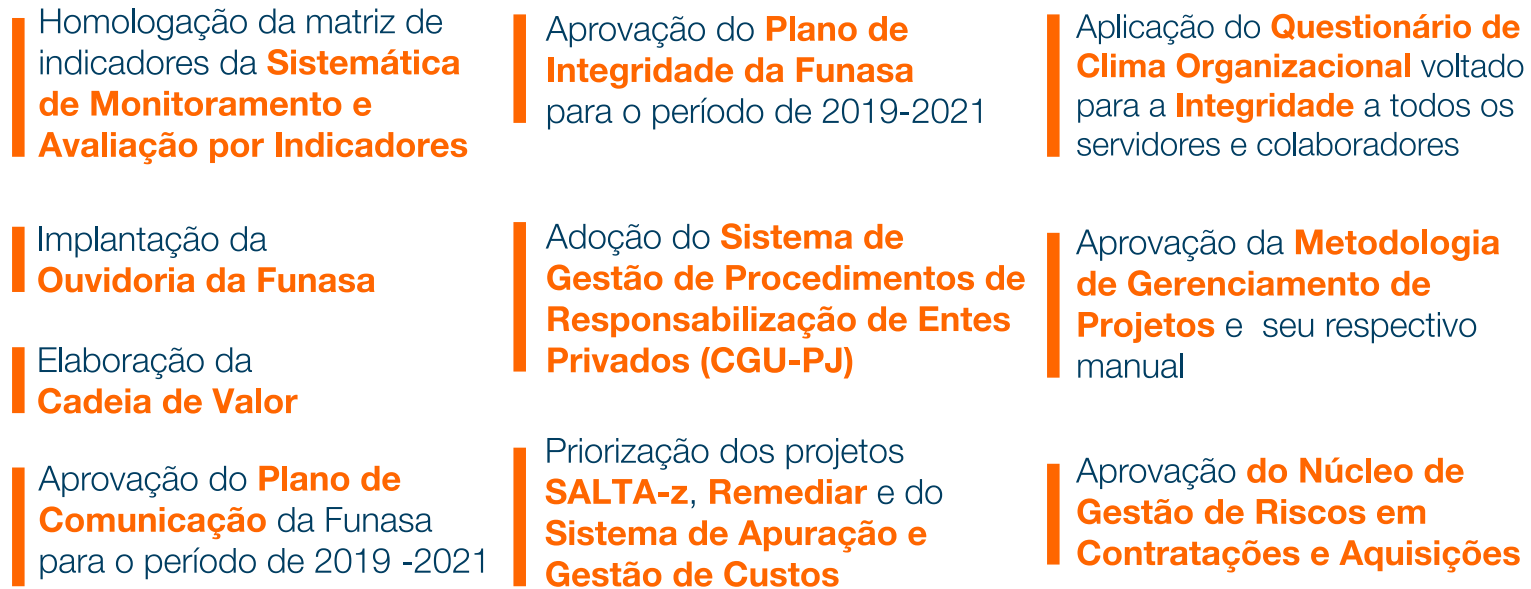 Homologação da matriz de
indicadores da Sistemática
de Monitoramento e
Avaliação por Indicadores
Implantação da
Ouvidoria da Funasa
Elaboração da
Cadeia de Valor
Aprovação do Plano de
Comunicação da Funasa
para o período de 2019 -2021
Aprovação do Plano de
Integridade da Funasa
para o período de 2019-2021
Adoção do Sistema de
Gestão de Procedimentos de
Responsabilização de Entes
Privados (CGU-PJ)
Priorização dos projetos
SALTA-z, Remediar e do
Sistema de Apuração e
Gestão de Custos
Aplicação do Questionário de
Clima Organizacional voltado
para a Integridade a todos os
servidores e colaboradores
Aprovação da Metodologia
de Gerenciamento de
Projetos e  seu respectivo
manual
Aprovação do Núcleo de
Gestão de Riscos em
Contratações e Aquisições